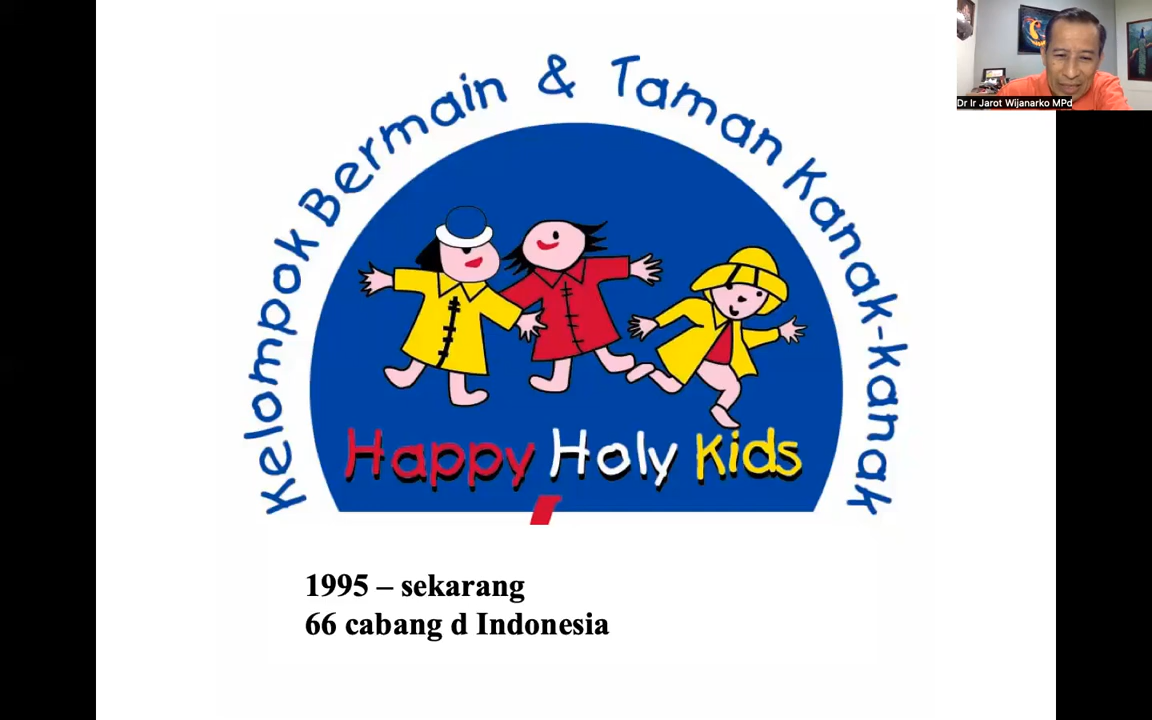 Kelompok Bermain & Taman Kanak-kanak
Happy Holy Kids
1995 – sekarang
66 cabang d Indonesia
Dr Ir Jarot Wijanarko MPd